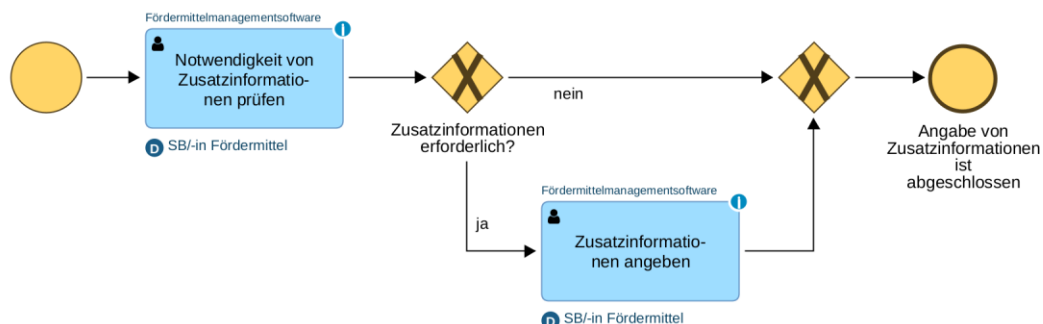 Fördermittelmanagementsoftware
Notwendigkeit von
Zusatzinformatio-
nen prüfen
D SB/-in Fördermittel
Zusatzinformationen
erforderlich?
nein
ja
Fördermittelmanagementsoftware
Zusatzinformatio-
nen angeben
D SB/-in Fördermittel
Angabe von
Zusatzinformationen
ist
abgeschlossen